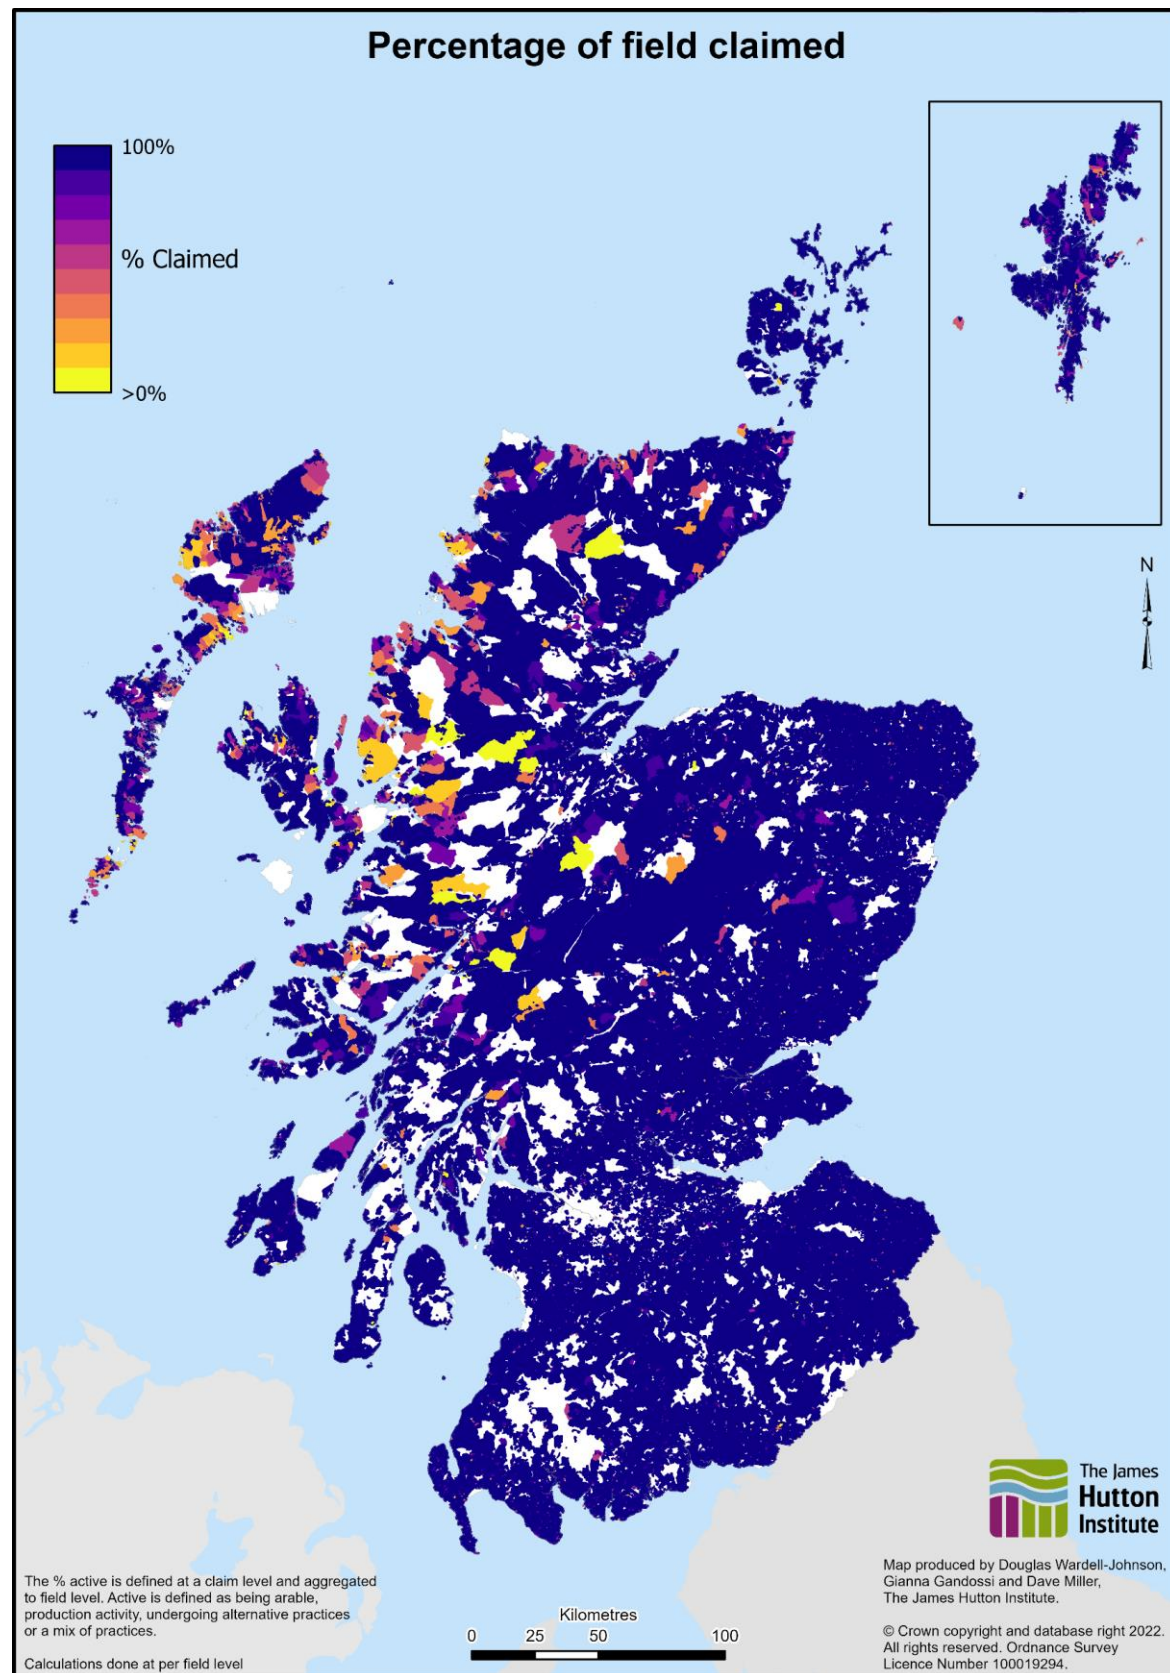 Percentage of field claimed
100%
% Claimed
>0%
N
The James
Hutton
Institute
The % active is defined at a claim level and aggregated
to field level. Active is defined as being arable,
production activity, undergoing alternative practices
or a mix of practices.
Calculations done at per field level
Kilometres
0 25 50 100
Map produced by Douglas Wardell-Johnson,
Gianna Gandossi and Dave Miller,
The James Hutton Institute.
© Crown copyright and database right 2022.
All rights reserved. Ordnance Survey
Licence Number 100019294.